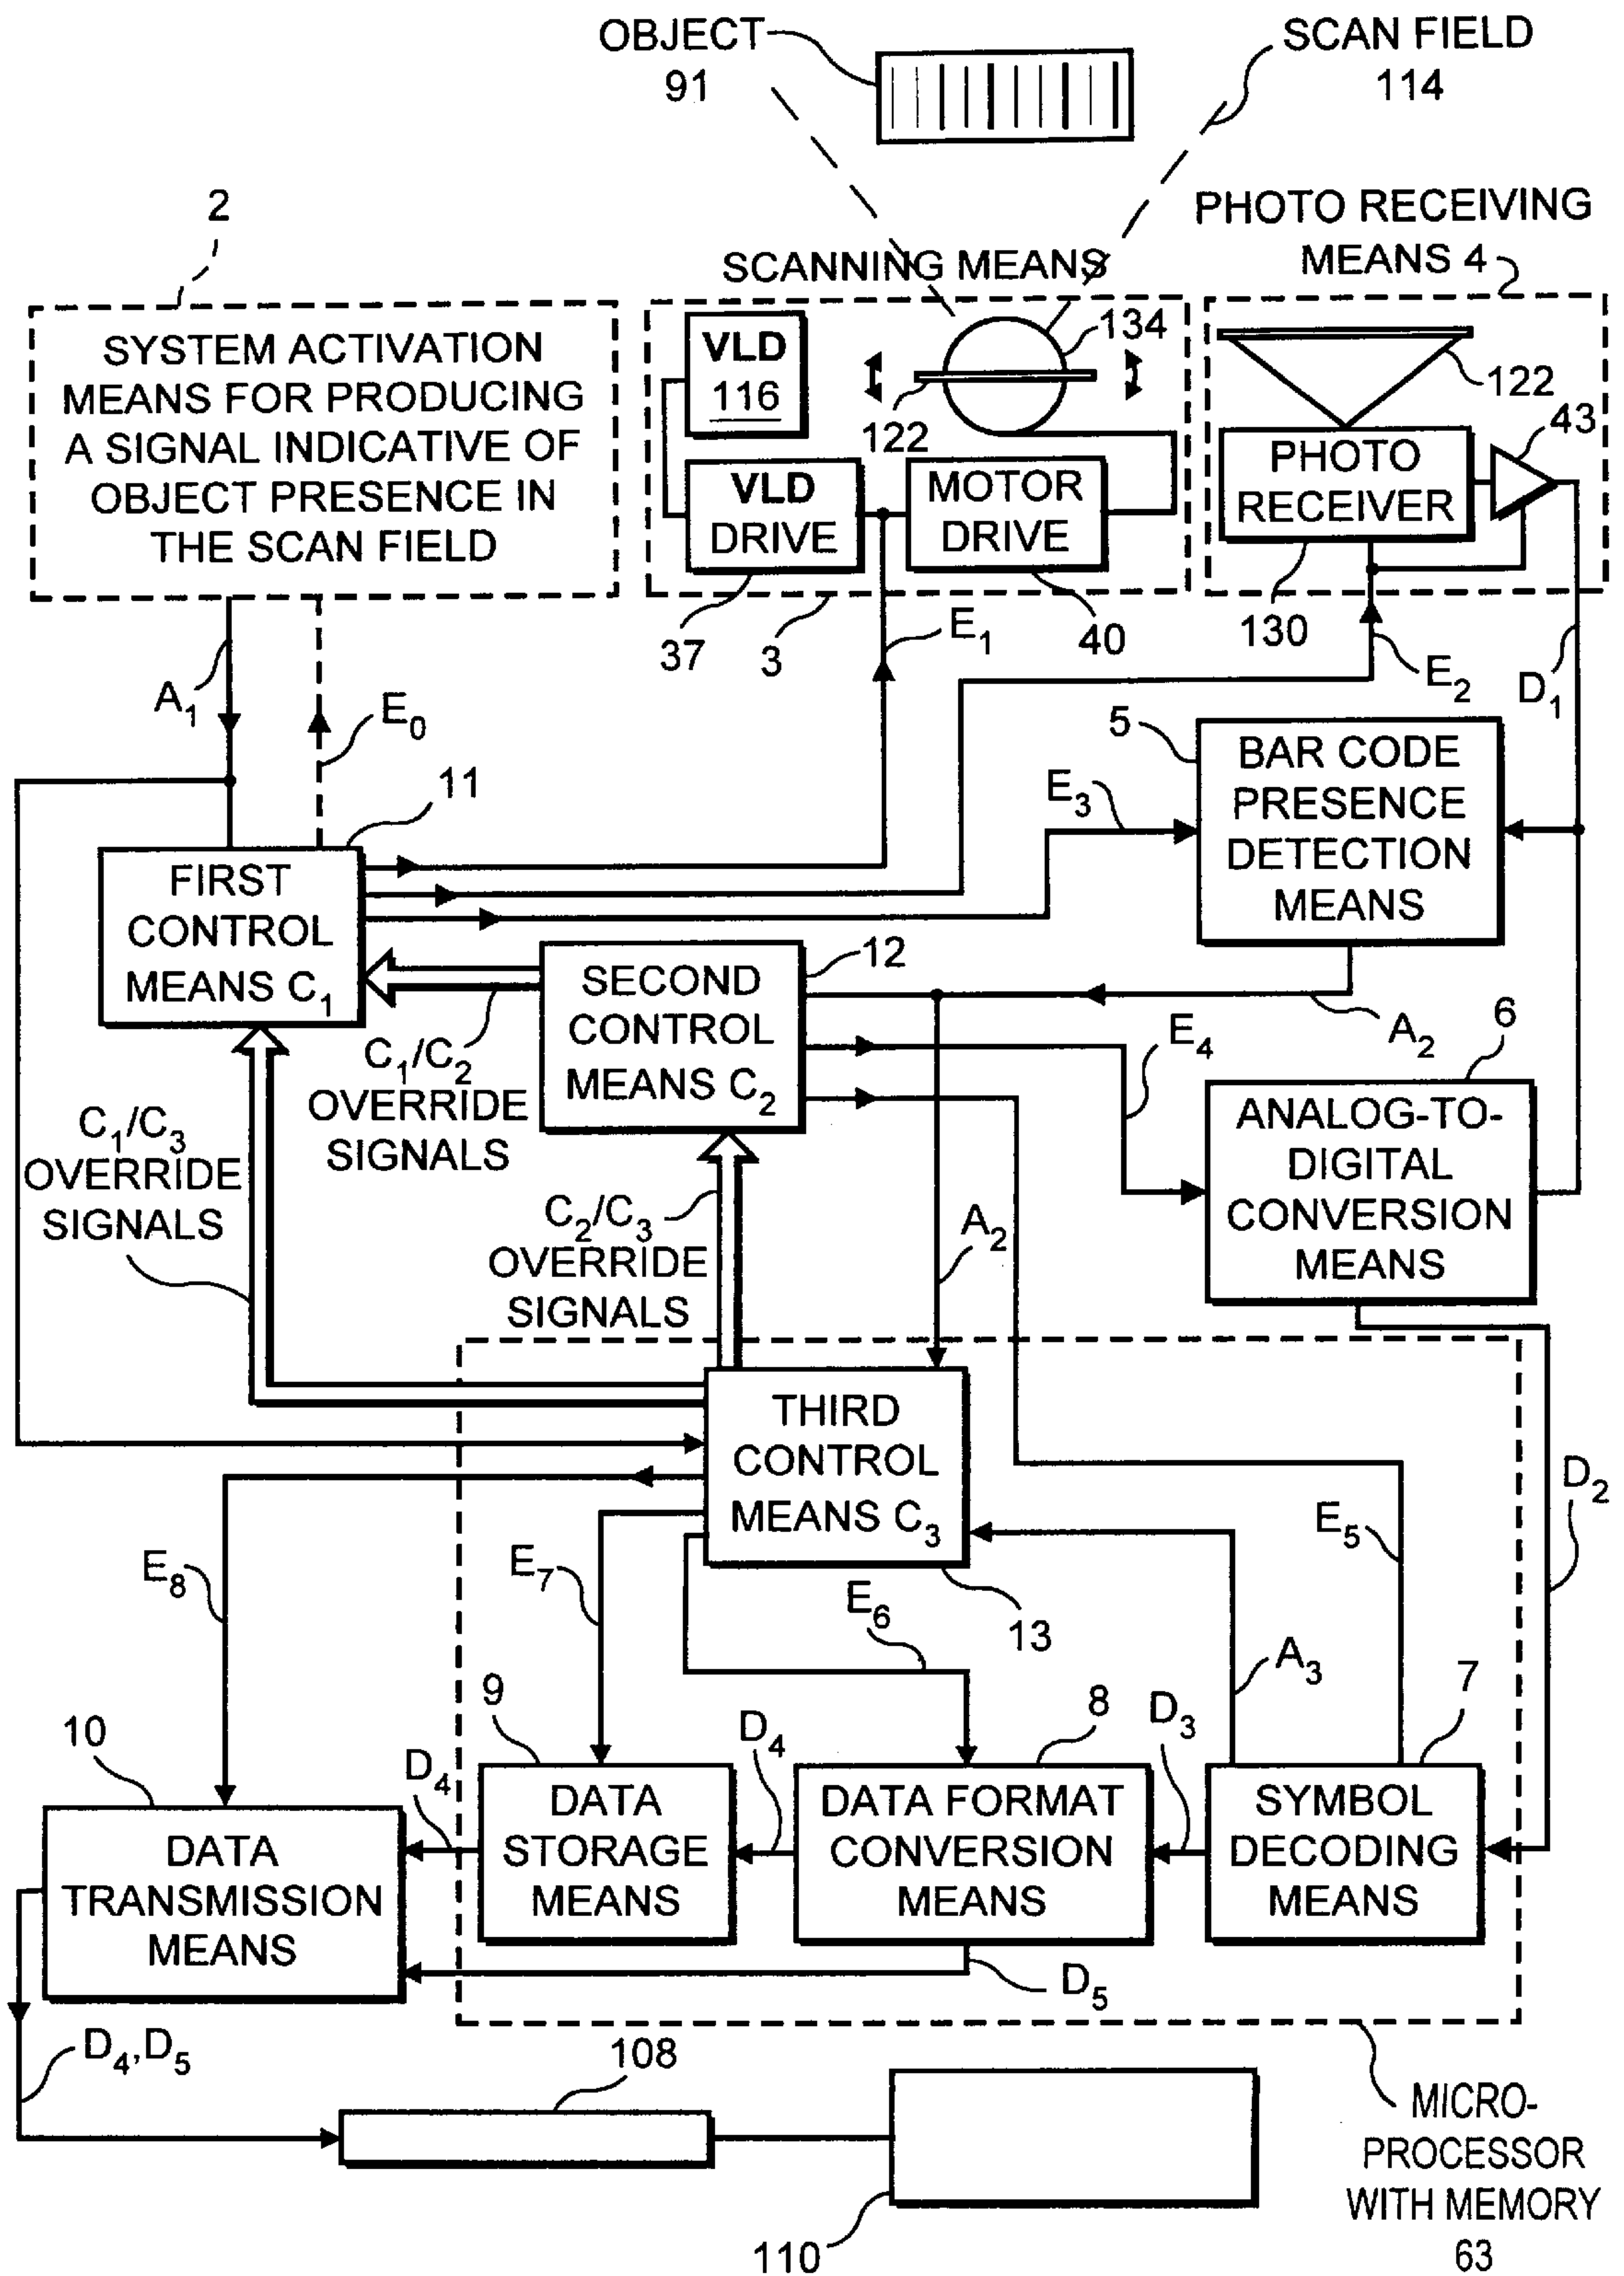 OBJECT
91
SCAN FIELD
114
2
SCANNING MEANS
PHOTO RECEIVING
MEANS 4
SYSTEM ACTIVATION
MEANS FOR PRODUCING
A SIGNAL INDICATIVE OF
OBJECT PRESENCE IN
THE SCAN FIELD
VLD
116
134
122
VLD
DRIVE
MOTOR
DRIVE
122
43
PHOTO
RECEIVER
37
3
E1
40
130
E2
D1
A1
E0
11
5
BAR CODE
PRESENCE
DETECTION
MEANS
E3
FIRST
CONTROL
MEANS C1
12
SECOND
CONTROL
MEANS C2
A2
6
E4
C1/C2
OVERRIDE
SIGNALS
C1/C3
OVERRIDE
SIGNALS
ANALOG-TO-
DIGITAL
CONVERSION
MEANS
C2/C3
OVERRIDE
SIGNALS
A2
THIRD
CONTROL
MEANS C3
D2
E5
E8
E7
E6
13
A3
7
9
8
10
D4
D4
D3
DATA
STORAGE
MEANS
DATA FORMAT
CONVERSION
MEANS
SYMBOL
DECODING
MEANS
DATA
TRANSMISSION
MEANS
D5
D4,D5
108
110
MICRO-
PROCESSOR
WITH MEMORY
63